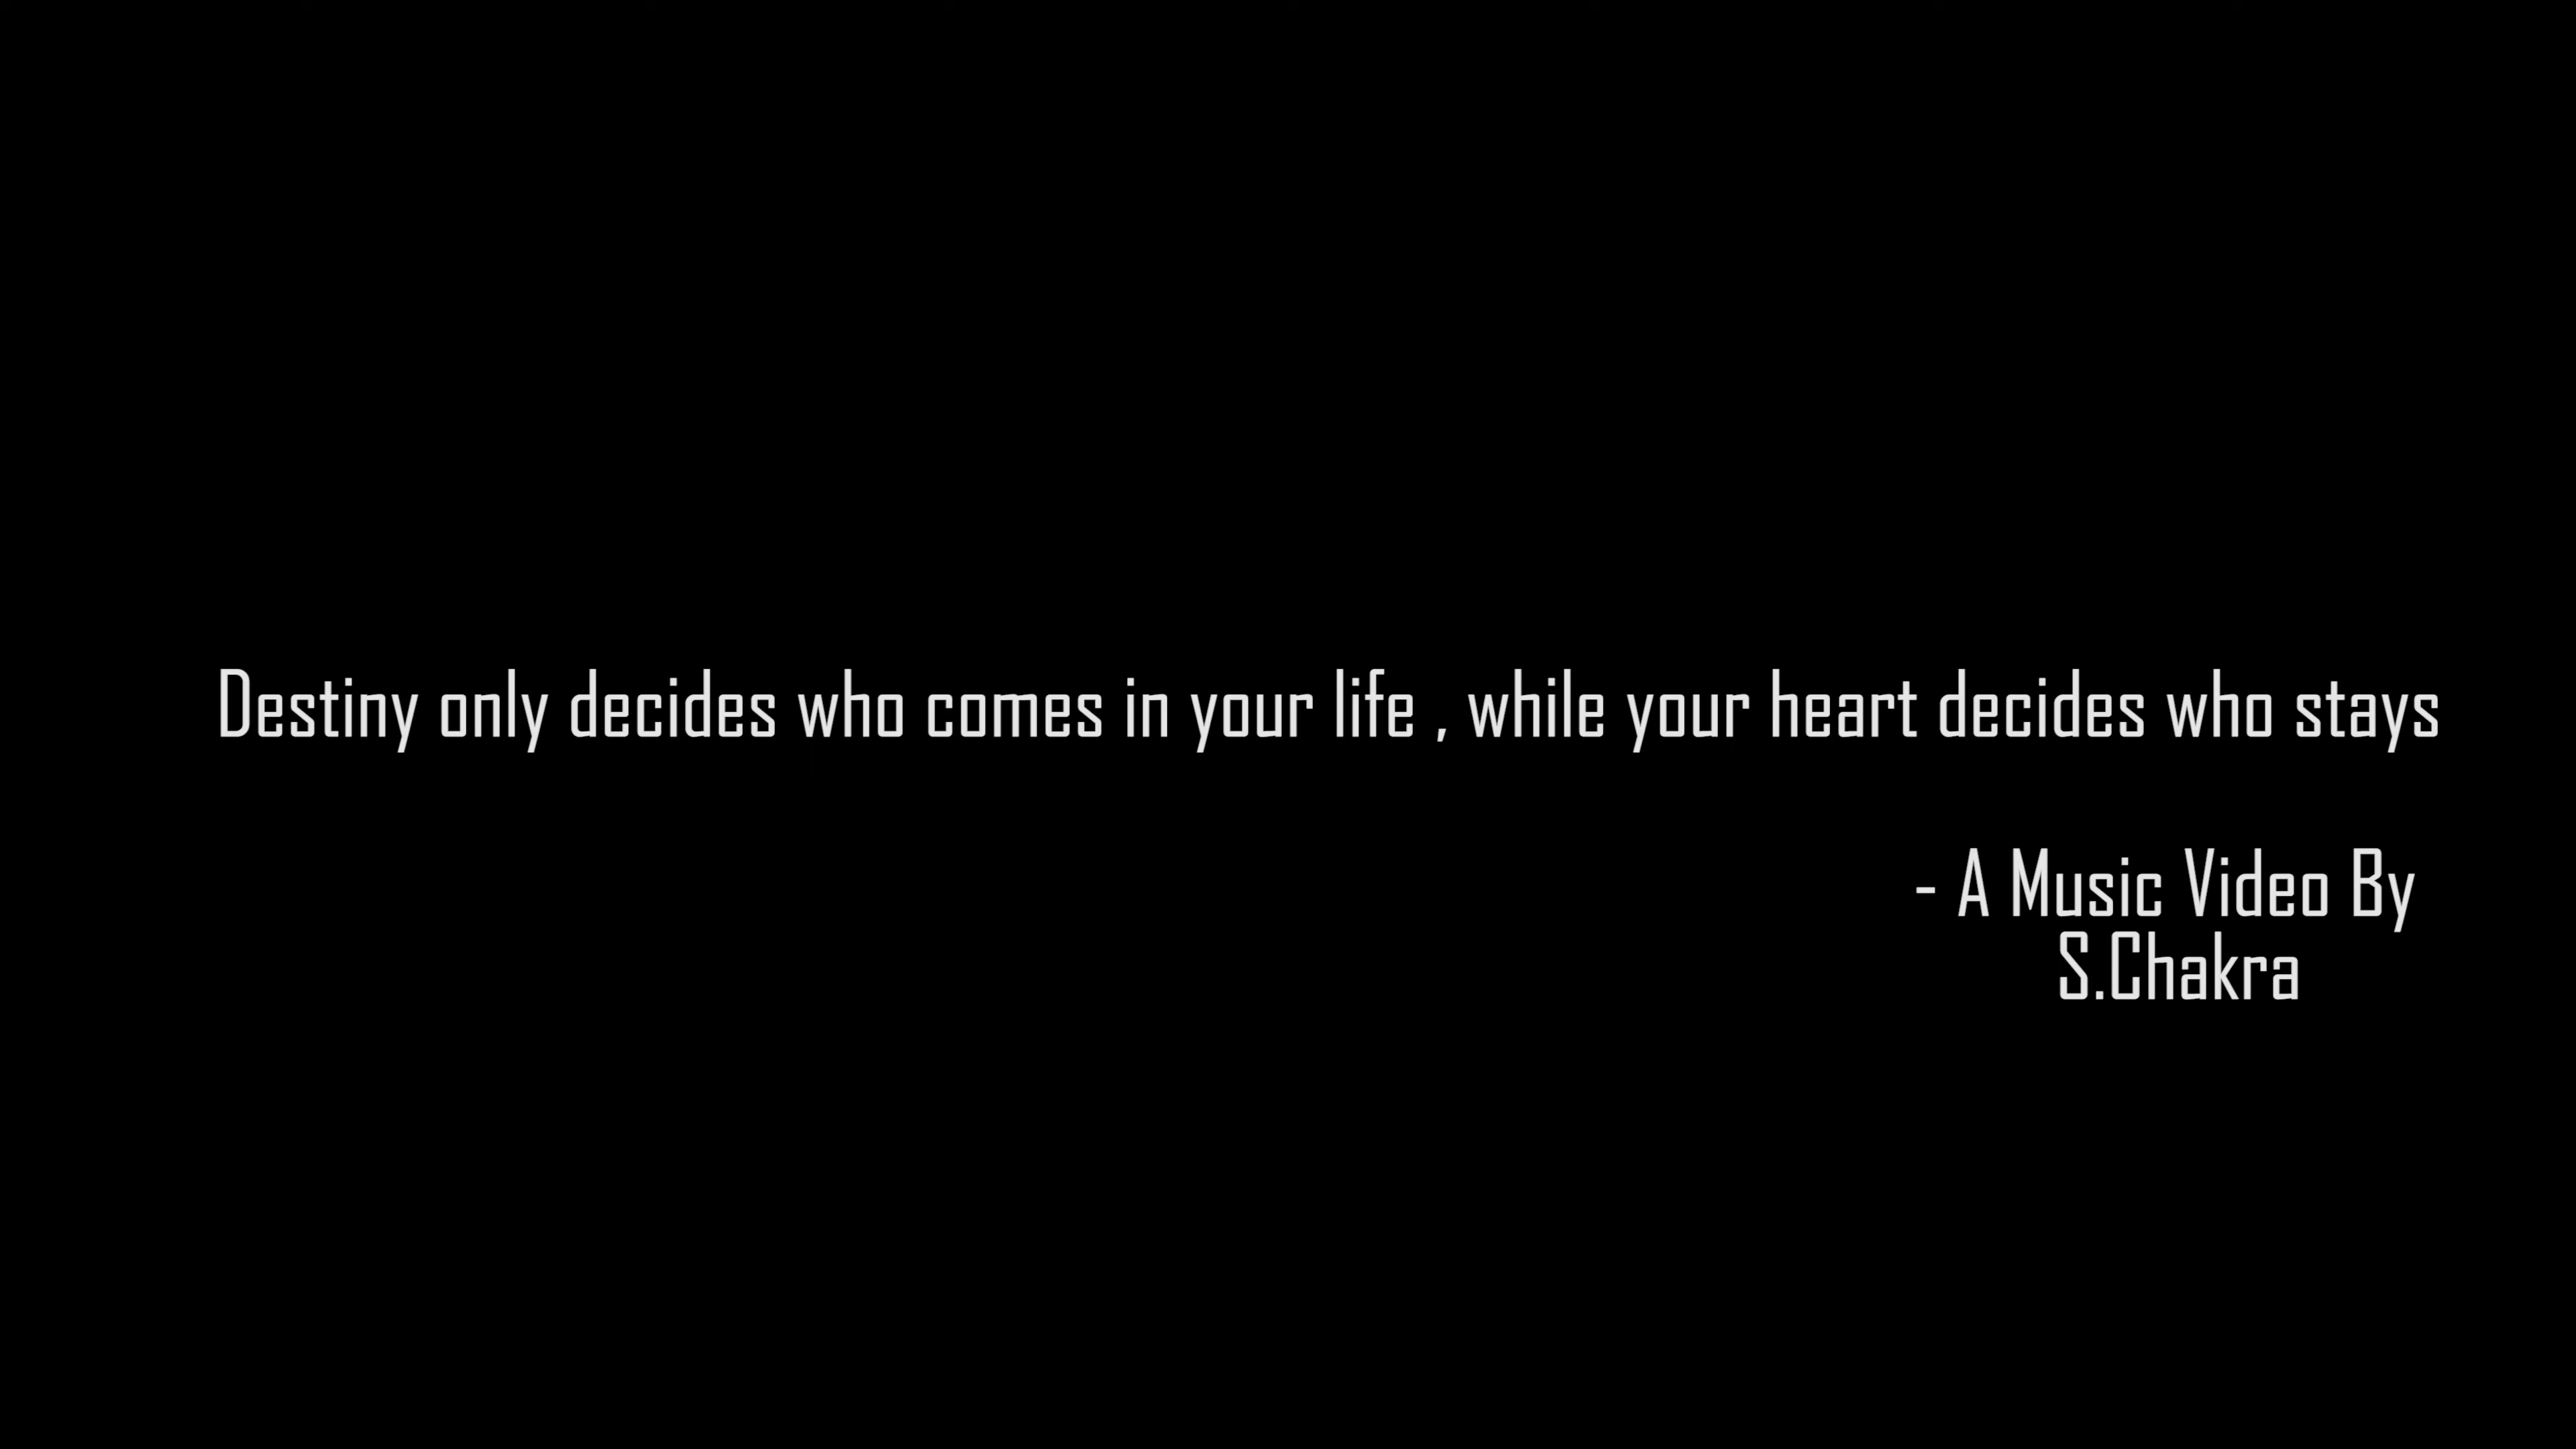 Destiny only decides who comes in your life , while your heart decides who stays
- A Music Video By
S.Chakra